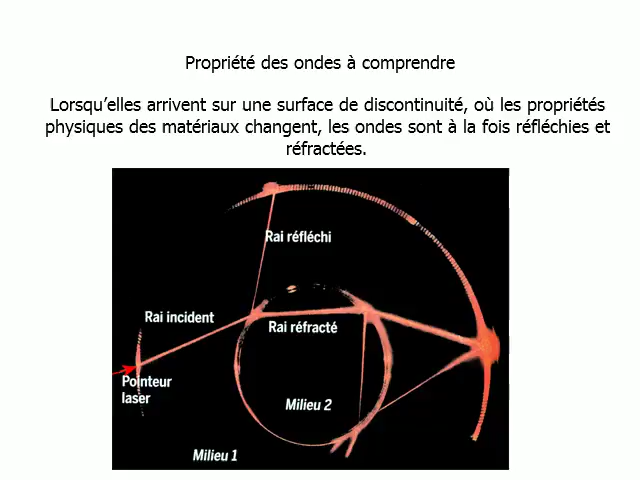 Propriété des ondes à comprendre
Lorsqu'elles arrivent sur une surface de discontinuité, où les propriétés
physiques des matériaux changent, les ondes sont à la fois réfléchies et
réfractées.
Rai réfléchi
Rai incident
Rai réfracté
Pointeur
laser
Milieu 2
Milieu 1